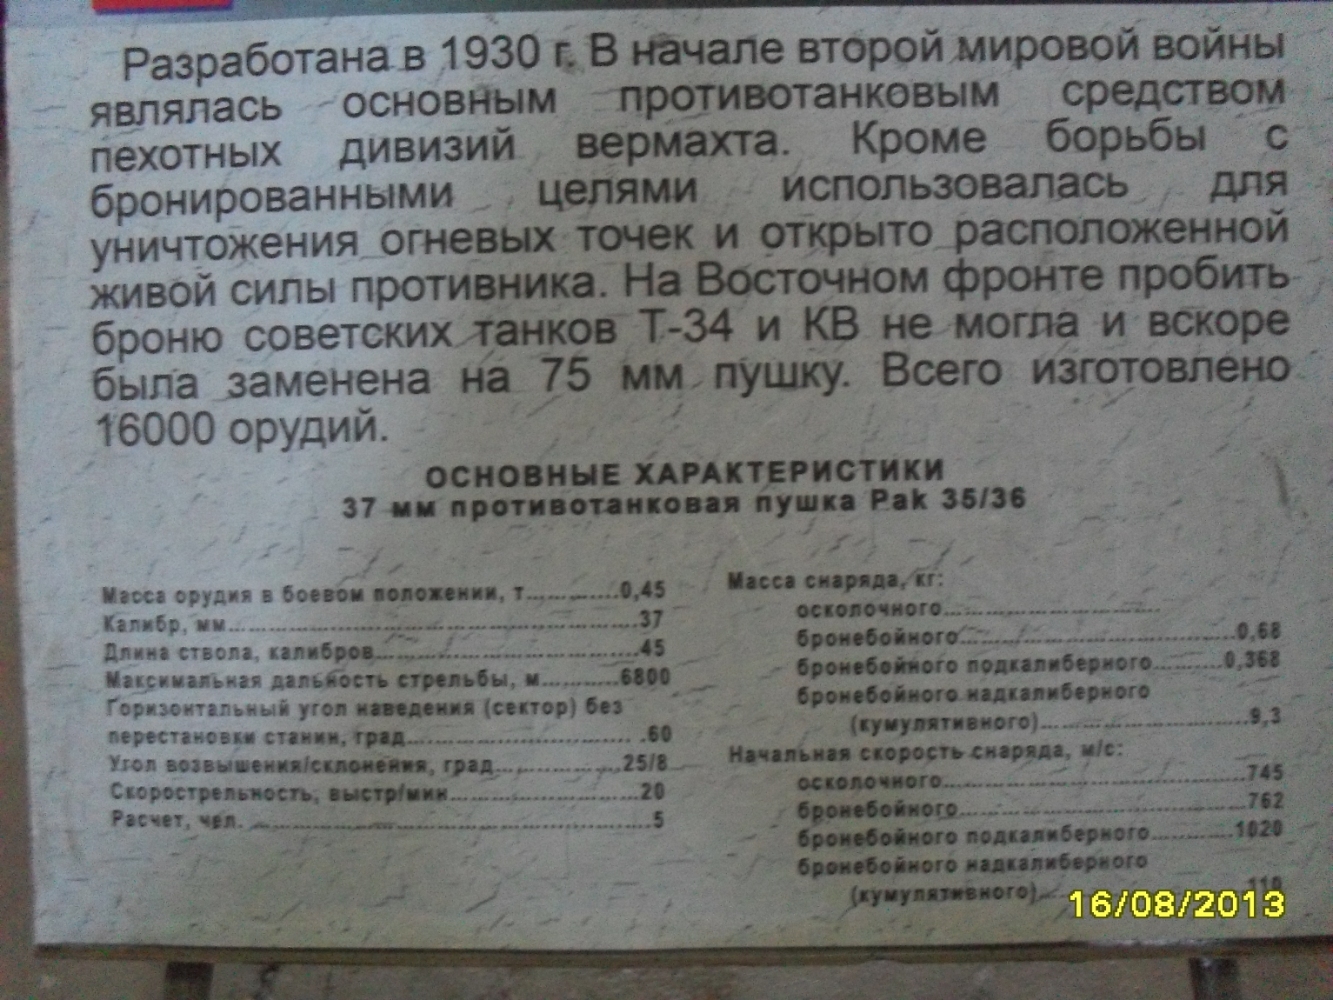 Разработана в 1930 г. В начале второй мировой войны
являлась основным противотанковым средством
пехотных дивизий вермахта. Кроме борьбы с
бронированными целями использовалась для
уничтожения огневых точек и открыто расположенной
живой силы противника. На Восточном фронте пробить
броню советских танков Т-34 и КВ не могла и вскоре
была заменена на 75 мм пушку. Всего изготовлено
16000 орудий.
ОСНОВНЫЕ ХАРАКТЕРИСТИКИ
37 мм противотанковая пушка Pak 35/36
Масса орудия в боевом положении, т............0,45
Калибр, мм............37
Длина ствола, калибров............45
Максимальная дальность стрельбы, м............6800
Горизонтальный угол наведения (сектор) без
перестановки станин, град............60
Угол возвышения/склонения, град............25/8
Скорострельность, выстр/мин............20
Расчет, чел. ............5
Масса снаряда, кг:
осколочного............
бронебойного............0,68
бронебойного подкалиберного............0,368
бронебойного надкалиберного
(кумулятивного)............9,3
Начальная скорость снаряда, м/с:
осколочного............745
бронебойного............762
бронебойного подкалиберного............1020
бронебойного надкалиберного
(кумулятивного)............110
16/08/2013